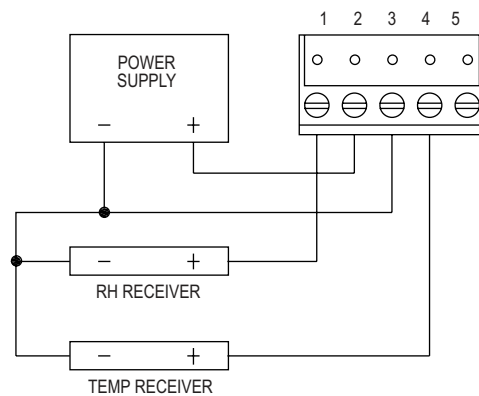 1 2 3 4 5
POWER
SUPPLY
– +
– +
RH RECEIVER
– +
TEMP RECEIVER